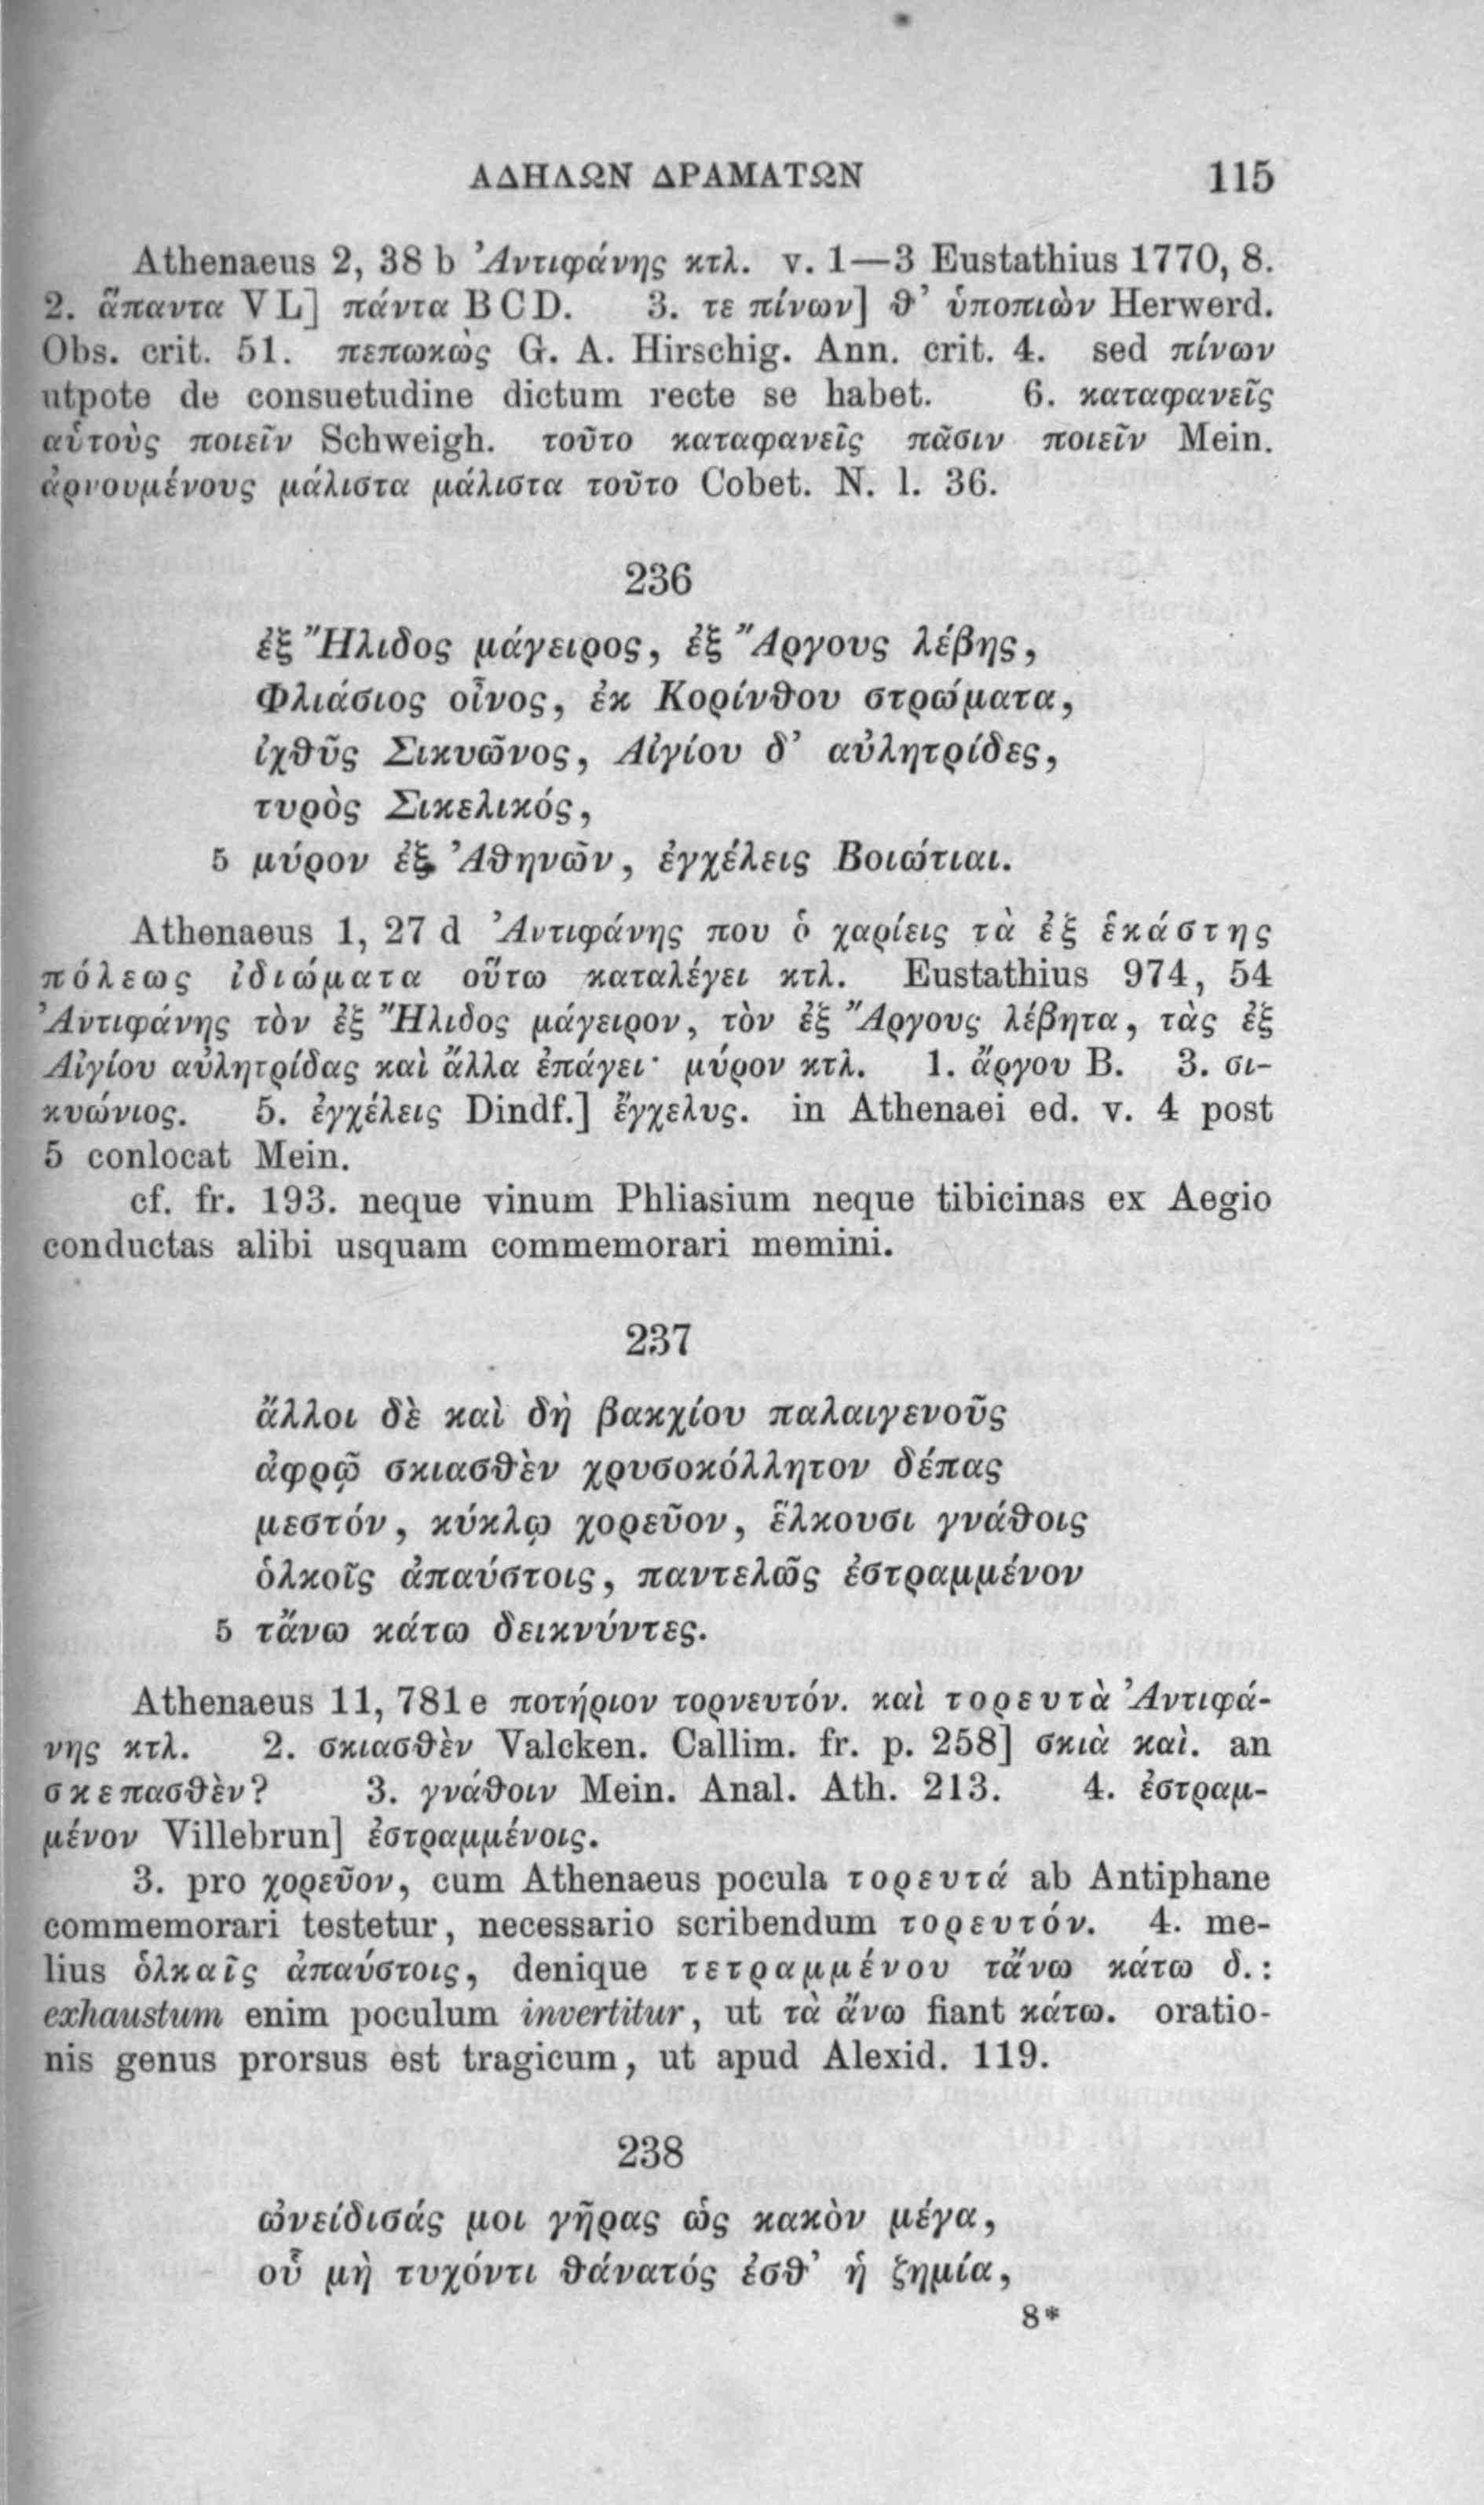 ΑΔΗΛΩΝ ΔΡΑΜΑΤΩΝ 115
Athenaeus 2, 38 b Ἀντιφάνης κτλ. v. 1—3 Eustathius 1770, 8.
2. ἅπαντα VL] πάντα BCD. 3. τε πίνων] θ’ ὑποπιὼν Herwerd.
Obs. crit. 51. πεπωκὼς G. A. Hirschig. Ann. crit. 4. sed πίνων
utpote de consuetudine dictum recte se habet. 6. καταφανεῖς
αὑτοὺς ποιεῖν Schweigh. τοῦτο καταφανεῖς πᾶσιν ποιεῖν Mein.
ἀρνουμένους μάλιστα μάλιστα τοῦτο Cobet. N. l. 36.
236
ἐξ Ἤλιδος μάγειρος, ἐξ Ἄργους λέβης,
Φλιάσιος οἶνος, ἐκ Κορίνθου στρώματα,
ἰχθῦς Σικυῶνος, Αἰγίου δ’ αὐλητρίδες,
τυρὸς Σικελικός,
5 μύρον ἐξ Ἀθηνῶν, ἐγχέλεις Βοιώτιαι.
Athenaeus 1, 27 d Ἀντιφάνης που ὁ χαρίεις τὰ ἐξ ἑκάστης
πόλεως ἰδιώματα οὕτω καταλέγει κτλ. Eustathius 974, 54
Ἀντιφάνης τὸν ἐξ Ἤλιδος μάγειρον, τὸν ἐξ Ἄργους λέβητα, τὰς ἐξ
Αἰγίου αὐλητρίδας καὶ ἄλλα ἐπάγει· μύρον κτλ. 1. ἄργου B. 3. σι-
κυώνιος. 5. ἐγχέλεις Dindf.] ἔγχελυς. in Athenaei ed. v. 4 post
5 conlocat Mein.
cf. fr. 193. neque vinum Phliasium neque tibicinas ex Aegio
conductas alibi usquam commemorari memini.
237
ἄλλοι δὲ καὶ δὴ βακχίου παλαιγενοῦς
ἀφρῷ σκιασθὲν χρυσοκόλλητον δέπας
μεστόν, κύκλῳ χορεῦον, ἕλκουσι γνάθοις
ὁλκοῖς ἀπαύστοις, παντελῶς ἐστραμμένον
5 τἄνω κάτω δεικνύντες.
Athenaeus 11, 781 e ποτήριον τορνευτόν. καὶ τορευτὰ Ἀντιφά-
νης κτλ. 2. σκιασθὲν Valcken. Callim. fr. p. 258] σκιὰ καὶ. an
σκεπασθὲν? 3. γνάθοιν Mein. Anal. Ath. 213. 4. ἐστραμ-
μένον Villebrun] ἐστραμμένοις.
3. pro χορεῦον, cum Athenaeus pocula τορευτά ab Antiphane
commemorari testetur, necessario scribendum τορευτόν. 4. me-
lius ὁλκαῖς ἀπαύστοις, denique τετραμμένου τἄνω κάτω δ.:
exhaustum enim poculum invertitur, ut τὰ ἄνω fiant κάτω. oratio-
nis genus prorsus est tragicum, ut apud Alexid. 119.
238
ὠνείδισάς μοι γῆρας ὡς κακὸν μέγα,
οὗ μὴ τυχόντι θάνατός ἐσθ’ ἡ ζημία,
8*